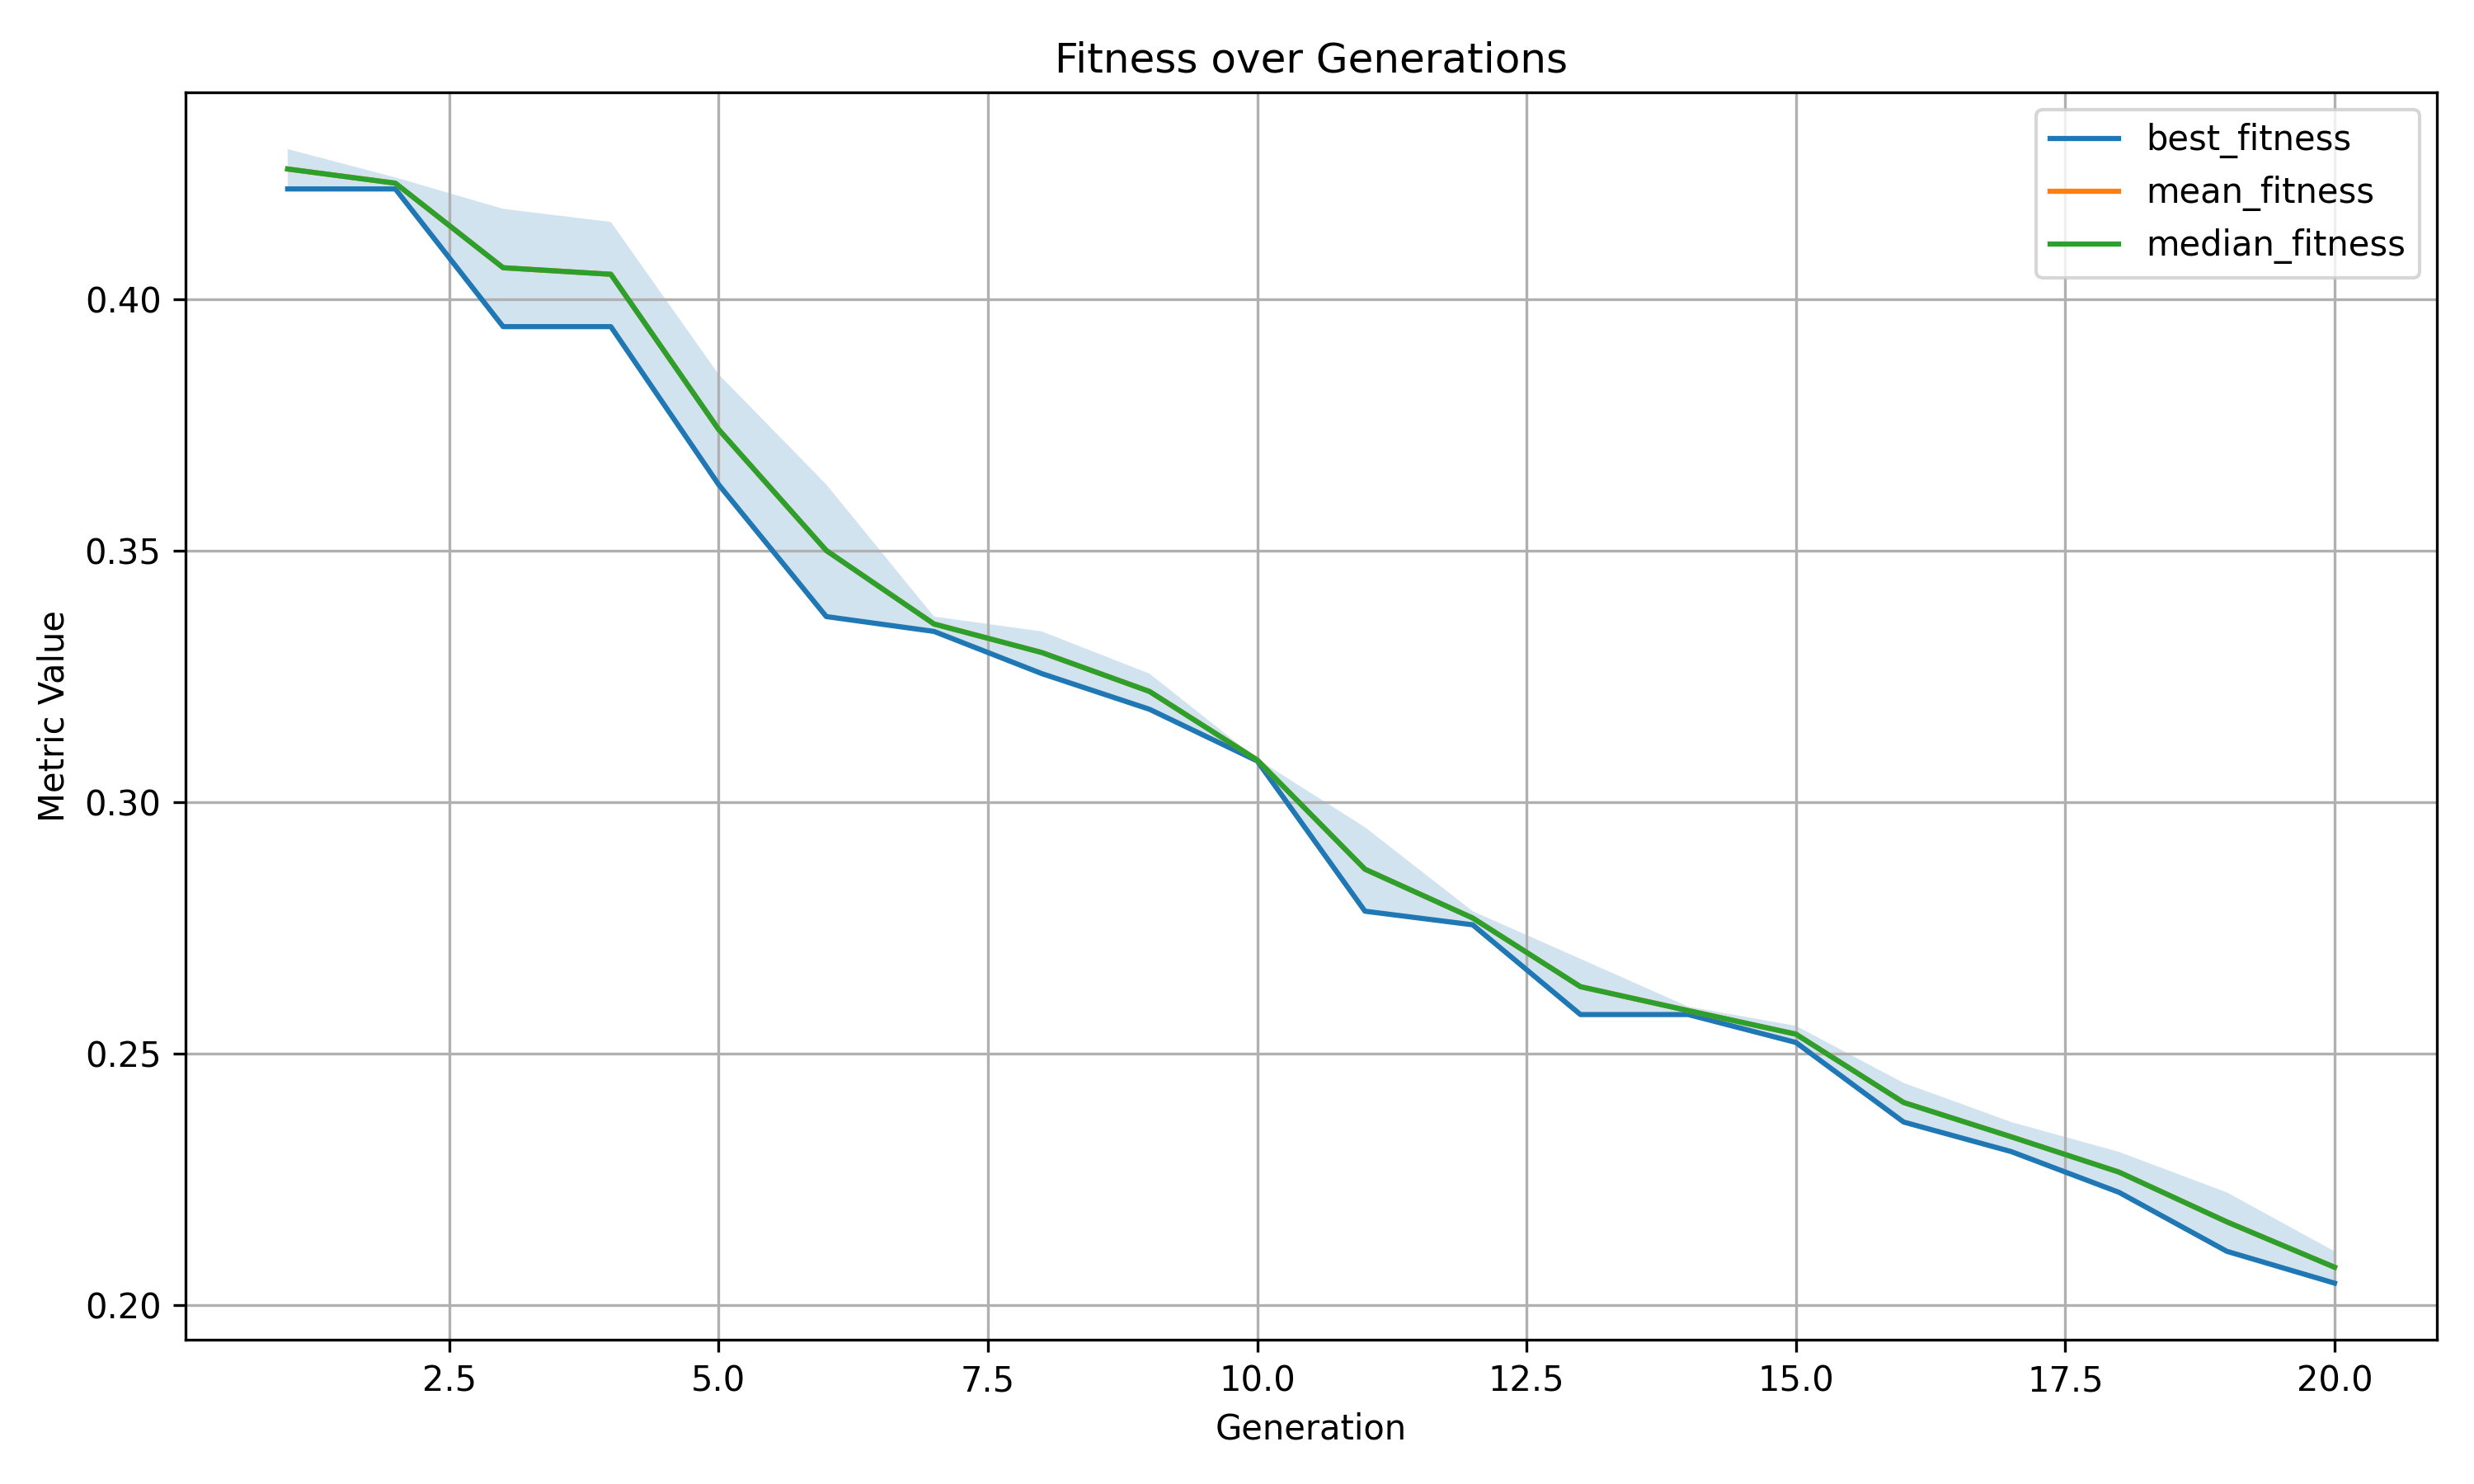 Fitness over Generations
best_fitness
mean_fitness
median_fitness
Metric Value
0.40
0.35
0.30
0.25
0.20
2.5 5.0 7.5 10.0 12.5 15.0 17.5 20.0
Generation